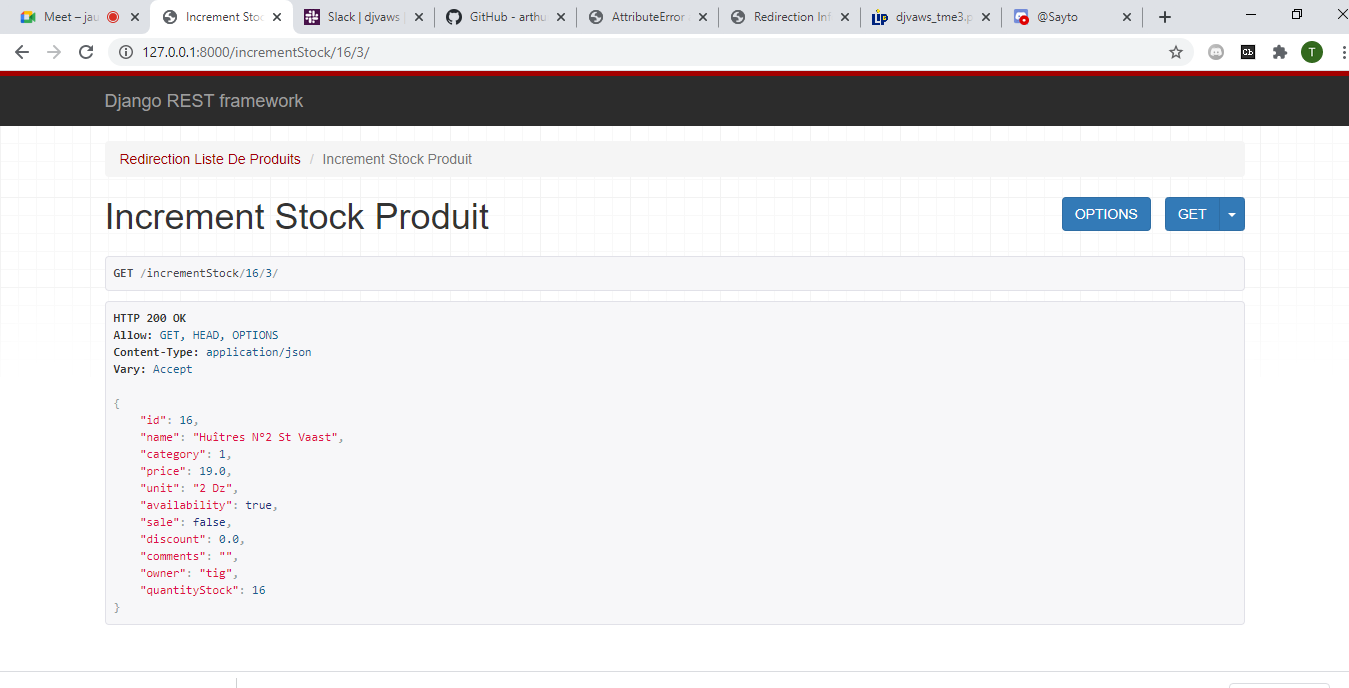 Meet – jau
Increment Stoc
Slack | djvaws
GitHub - arthu
AttributeError
Redirection Inf
djvaws_tme3.p
@Sayto
127.0.0.1:8000/incrementStock/16/3/
T
Django REST framework
Redirection Liste De Produits / Increment Stock Produit
Increment Stock Produit
OPTIONS
GET
GET /incrementStock/16/3/
HTTP 200 OK
Allow: GET, HEAD, OPTIONS
Content-Type: application/json
Vary: Accept
{
"id": 16,
"name": "Huîtres N°2 St Vaast",
"category": 1,
"price": 19.0,
"unit": "2 Dz",
"availability": true,
"sale": false,
"discount": 0.0,
"comments": "",
"owner": "tig",
"quantityStock": 16
}